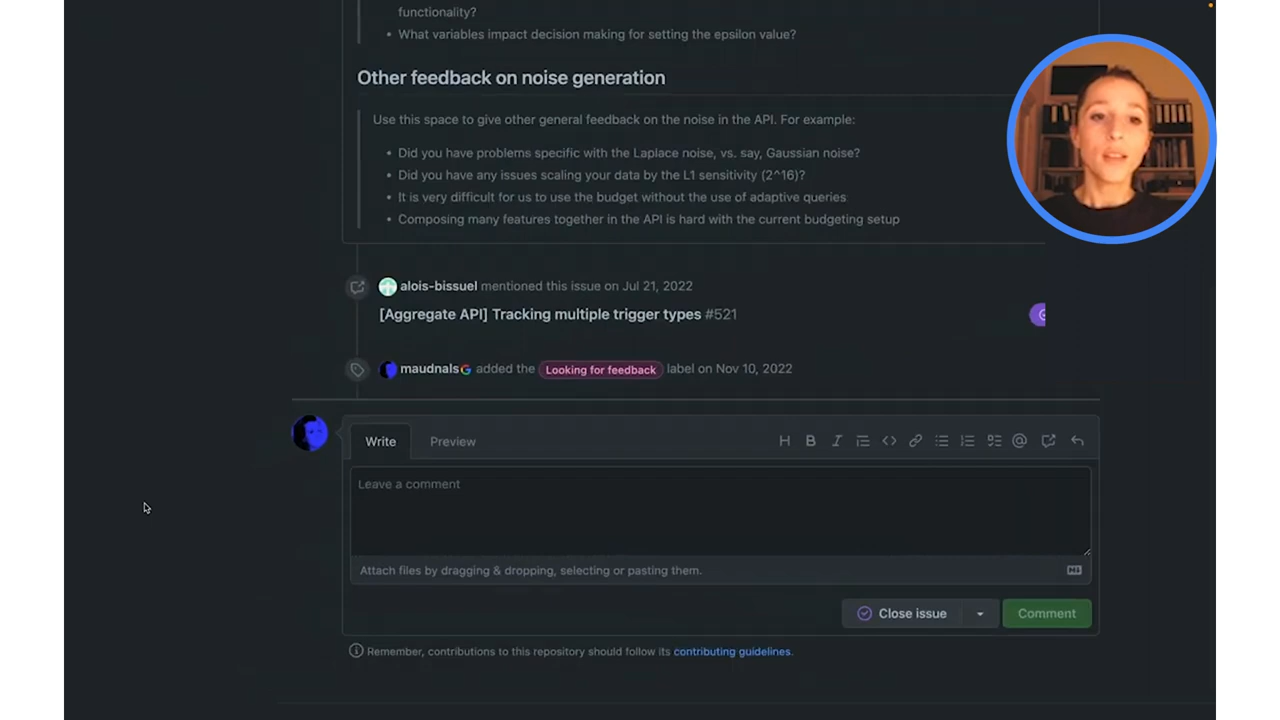 functionality?
• What variables impact decision making for setting the epsilon value?
Other feedback on noise generation
Use this space to give other general feedback on the noise in the API. For example:
• Did you have problems specific with the Laplace noise, vs. say, Gaussian noise?
• Did you have any issues scaling your data by the L1 sensitivity (2^16)?
• It is very difficult for us to use the budget without the use of adaptive queries
• Composing many features together in the API is hard with the current budgeting setup
alois-bissuel mentioned this issue on Jul 21, 2022
[Aggregate API] Tracking multiple trigger types #521
maudnals added the Looking for feedback label on Nov 10, 2022
Write Preview
Leave a comment
Attach files by dragging & dropping, selecting or pasting them.
Close issue Comment
Remember, contributions to this repository should follow its contributing guidelines.